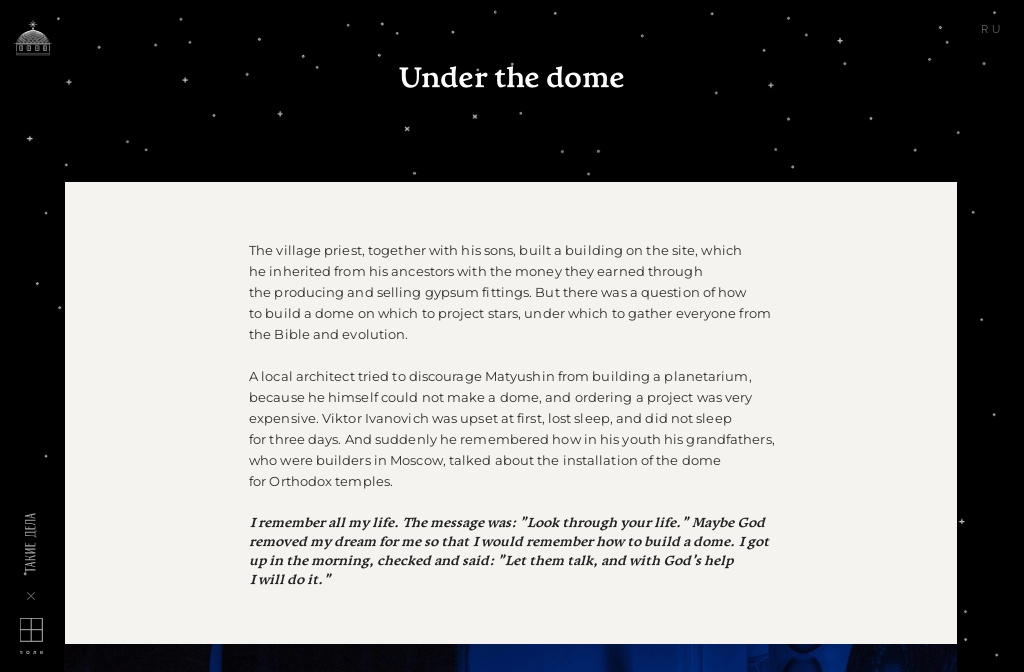 RU
Under the dome
The village priest, together with his sons, built a building on the site, which
he inherited from his ancestors with the money they earned through
the producing and selling gypsum fittings. But there was a question of how
to build a dome on which to project stars, under which to gather everyone from
the Bible and evolution.
A local architect tried to discourage Matyushin from building a planetarium,
because he himself could not make a dome, and ordering a project was very
expensive. Viktor Ivanovich was upset at first, lost sleep, and did not sleep
for three days. And suddenly he remembered how in his youth his grandfathers,
who were builders in Moscow, talked about the installation of the dome
for Orthodox temples.
I remember all my life. The message was: "Look through your life." Maybe God
removed my dream for me so that I would remember how to build a dome. I got
up in the morning, checked and said: "Let them talk, and with God's help
I will do it."
ТАКИЕ ДЕЛА
поле